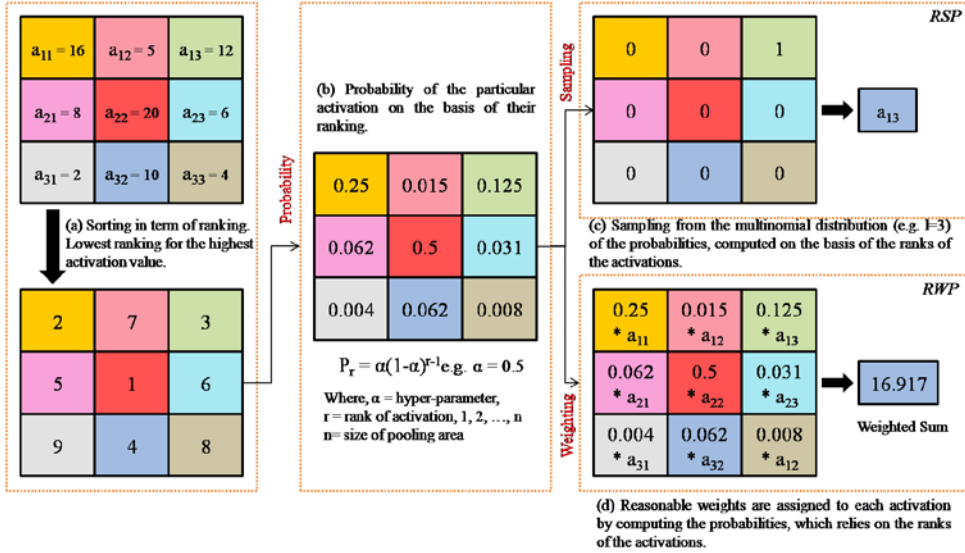 a11 = 16 a12 = 5 a13 = 12
a21 = 8 a22 = 20 a23 = 6
a31 = 2 a32 = 10 a33 = 4
(a) Sorting in term of ranking.
Lowest ranking for the highest
activation value.
2 7 3
5 1 6
9 4 8
Probability
(b) Probability of the particular
activation on the basis of their
ranking.
0.25 0.015 0.125
0.062 0.5 0.031
0.004 0.062 0.008
Pr = α(1-α)^r-1 e.g. α = 0.5
Where, α = hyper-parameter,
r = rank of activation, 1, 2, …, n
n= size of pooling area
Sampling
RSP
0 0 1
0 0 0
0 0 0
a13
(c) Sampling from the multinomial distribution (e.g. l=3)
of the probabilities, computed on the basis of the ranks of
the activations.
Weighting
RWP
0.25 0.015 0.125
* a11 * a12 * a13
0.062 0.5 0.031
* a21 * a22 * a23
0.004 0.062 0.008
* a31 * a32 * a12
16.917
Weighted Sum
(d) Reasonable weights are assigned to each activation
by computing the probabilities, which relies on the ranks
of the activations.